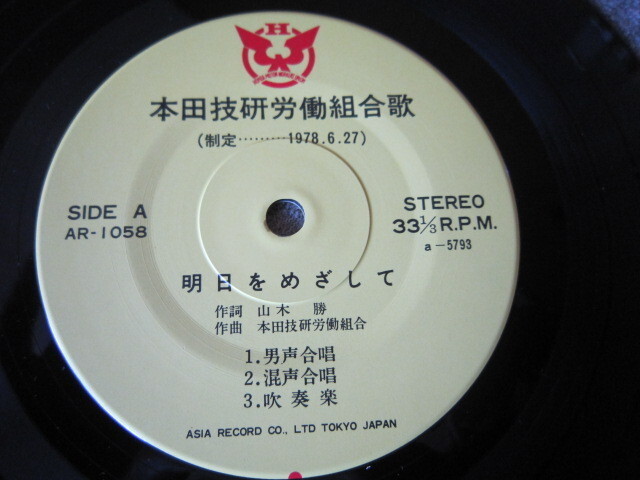 H
本田技研労働組合歌
(制定………1978.6.27)
SIDE A
AR-1058
STEREO
33⅓ R.P.M.
a-5793
明日をめざして
作詞 山木 勝
作曲 本田技研労働組合
1.男声合唱
2.混声合唱
3.吹奏楽
ASIA RECORD CO., LTD TOKYO JAPAN